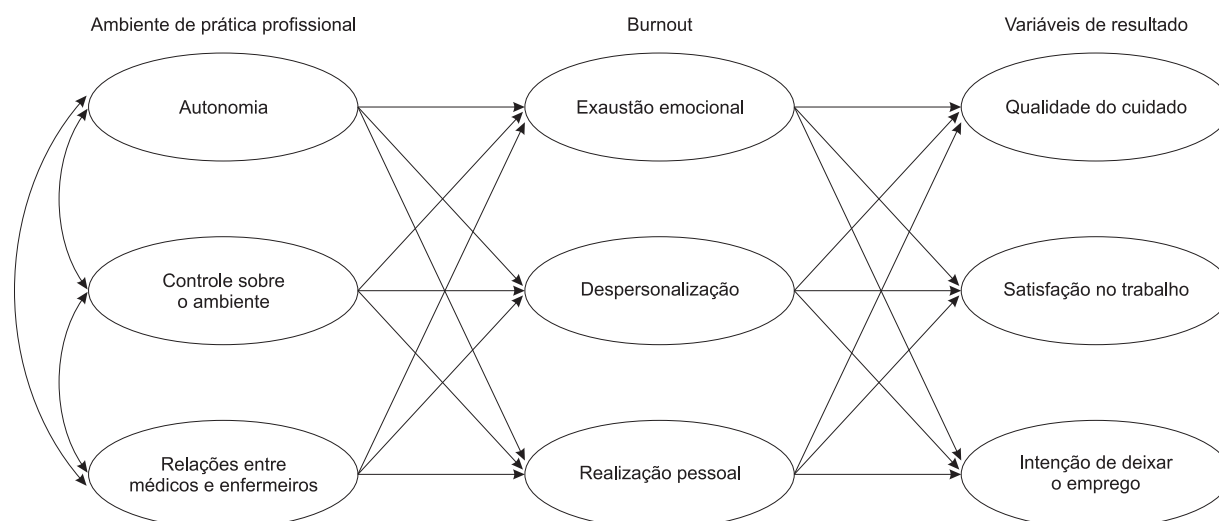 Ambiente de prática profissional
Burnout
Variáveis de resultado
Autonomia
Exaustão emocional
Qualidade do cuidado
Controle sobre
o ambiente
Despersonalização
Satisfação no trabalho
Relações entre
médicos e enfermeiros
Realização pessoal
Intenção de deixar
o emprego